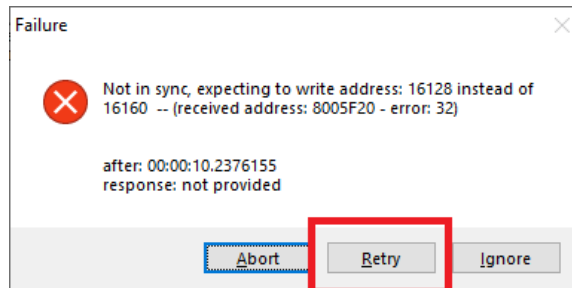 Failure
Not in sync, expecting to write address: 16128 instead of
16160 -- (received address: 8005F20 - error: 32)
after: 00:00:10.2376155
response: not provided
Abort Retry Ignore